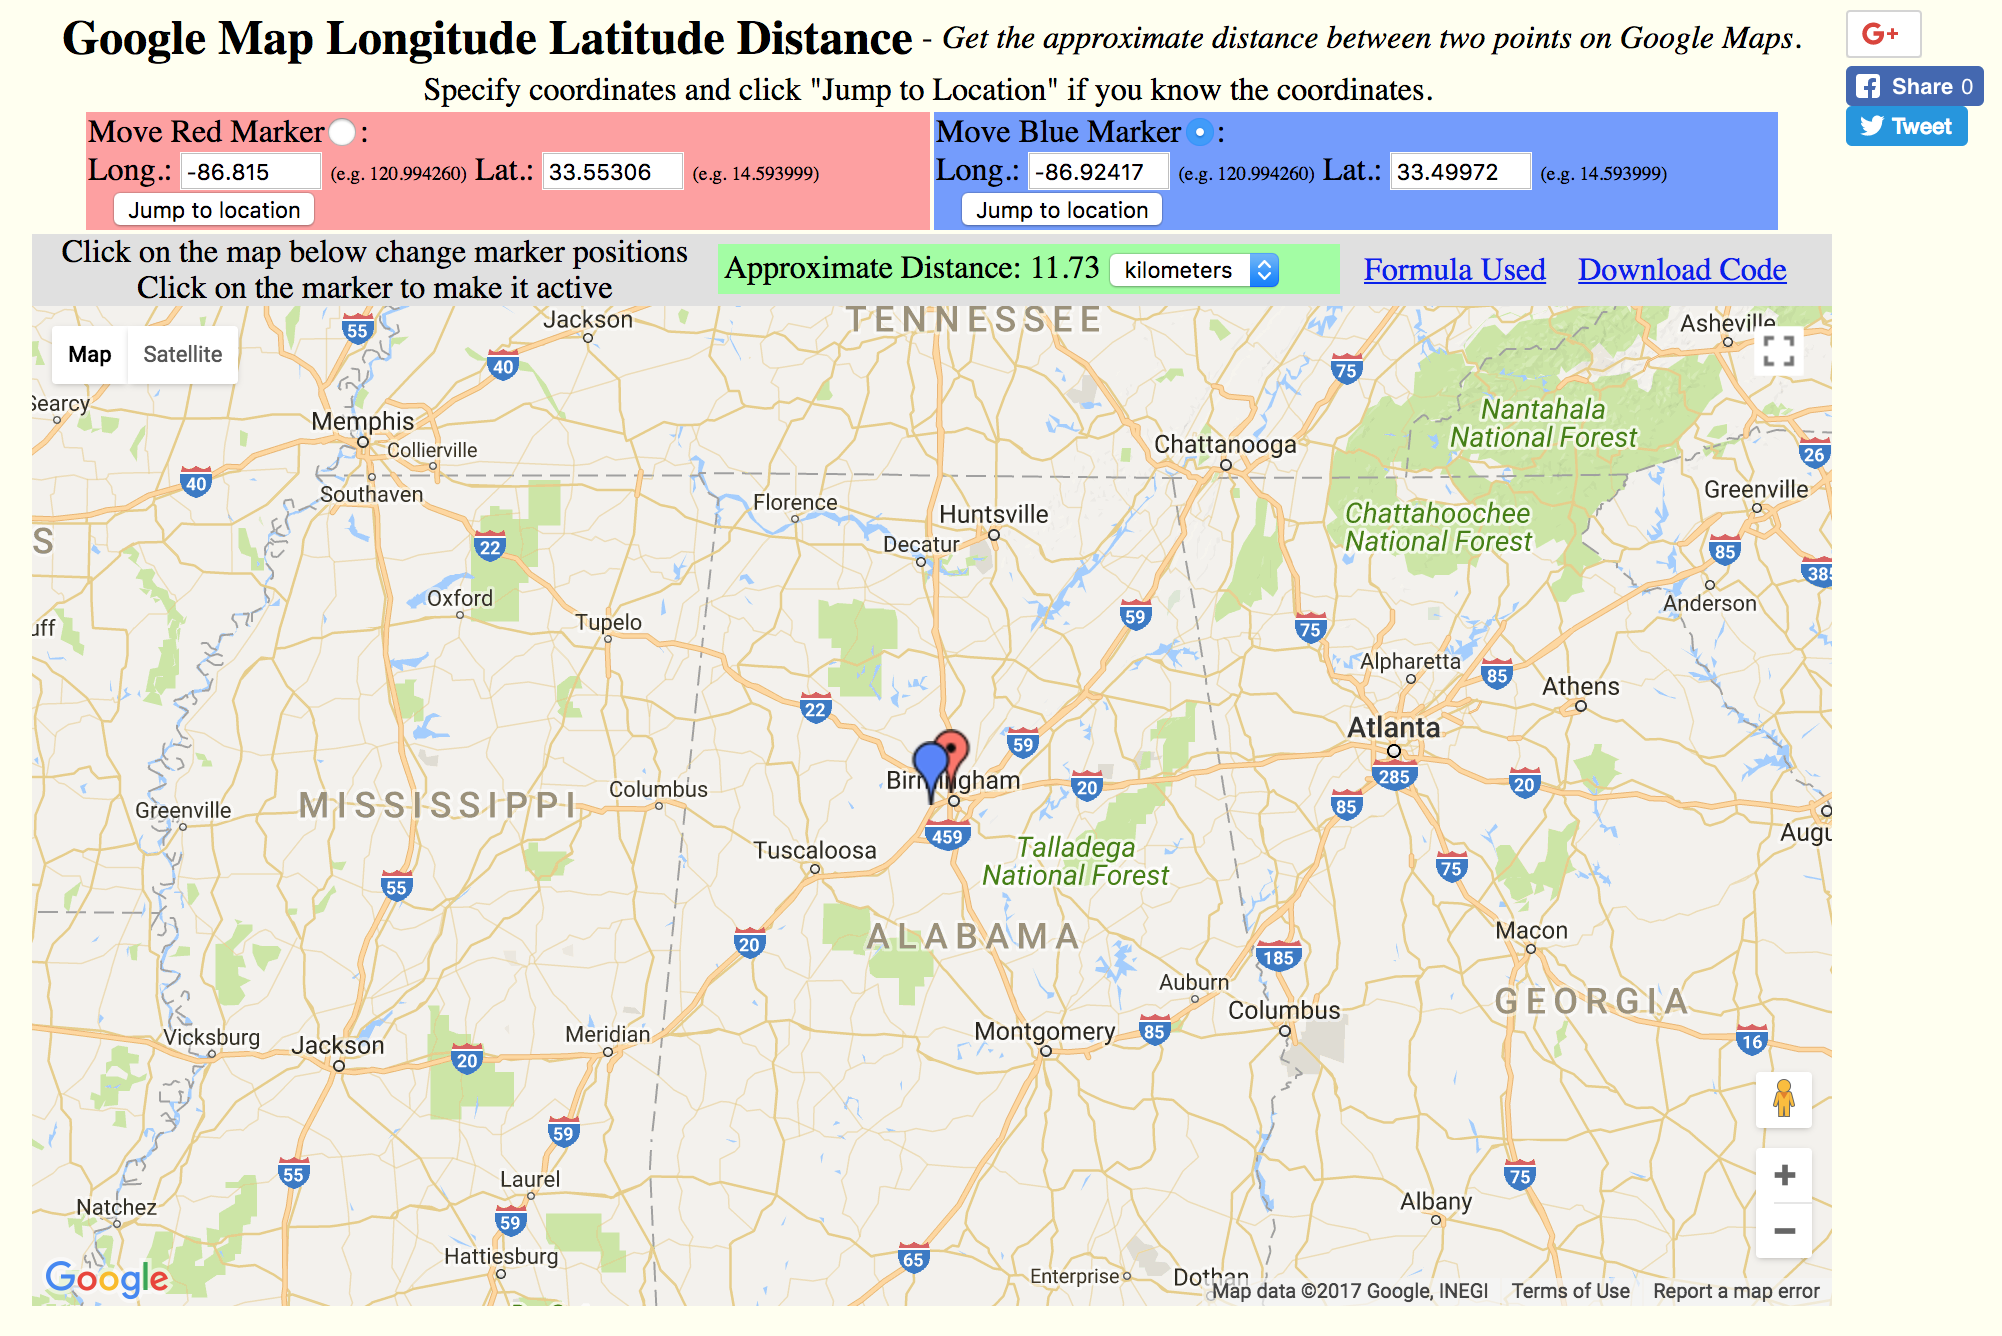 Google Map Longitude Latitude Distance - Get the approximate distance between two points on Google Maps.
G+
Share 0
Tweet
Specify coordinates and click "Jump to Location" if you know the coordinates.
Move Red Marker :
Long.: -86.815 (e.g. 120.994260) Lat.: 33.55306 (e.g. 14.593999)
Jump to location
Move Blue Marker :
Long.: -86.92417 (e.g. 120.994260) Lat.: 33.49972 (e.g. 14.593999)
Jump to location
Click on the map below change marker positions
Click on the marker to make it active
Approximate Distance: 11.73 kilometers
Formula Used Download Code
Map Satellite
55
Jackson
TENNESSEE
Asheville
40
75
Searcy
Memphis
Collierville
Nantahala
National Forest
Chattanooga
26
40
Southaven
Florence
Greenville
Huntsville
Chattahoochee
National Forest
S
22
Decatur
85
385
Oxford
Anderson
uff
Tupelo
59
75
Alpharetta
85
Athens
22
Atlanta
59
Birmingham
285
20
20
Columbus
MISSISSIPPI
Greenville
85
459
Augu
Tuscaloosa
Talladega
National Forest
75
55
ALABAMA
20
Macon
185
Auburn
Columbus
GEORGIA
Vicksburg
Jackson
Meridian
Montgomery
85
16
20
59
55
Laurel
75
Natchez
Albany
59
Hattiesburg
65
Google
Enterprise
Dothan
Map data ©2017 Google, INEGI Terms of Use Report a map error
+
−